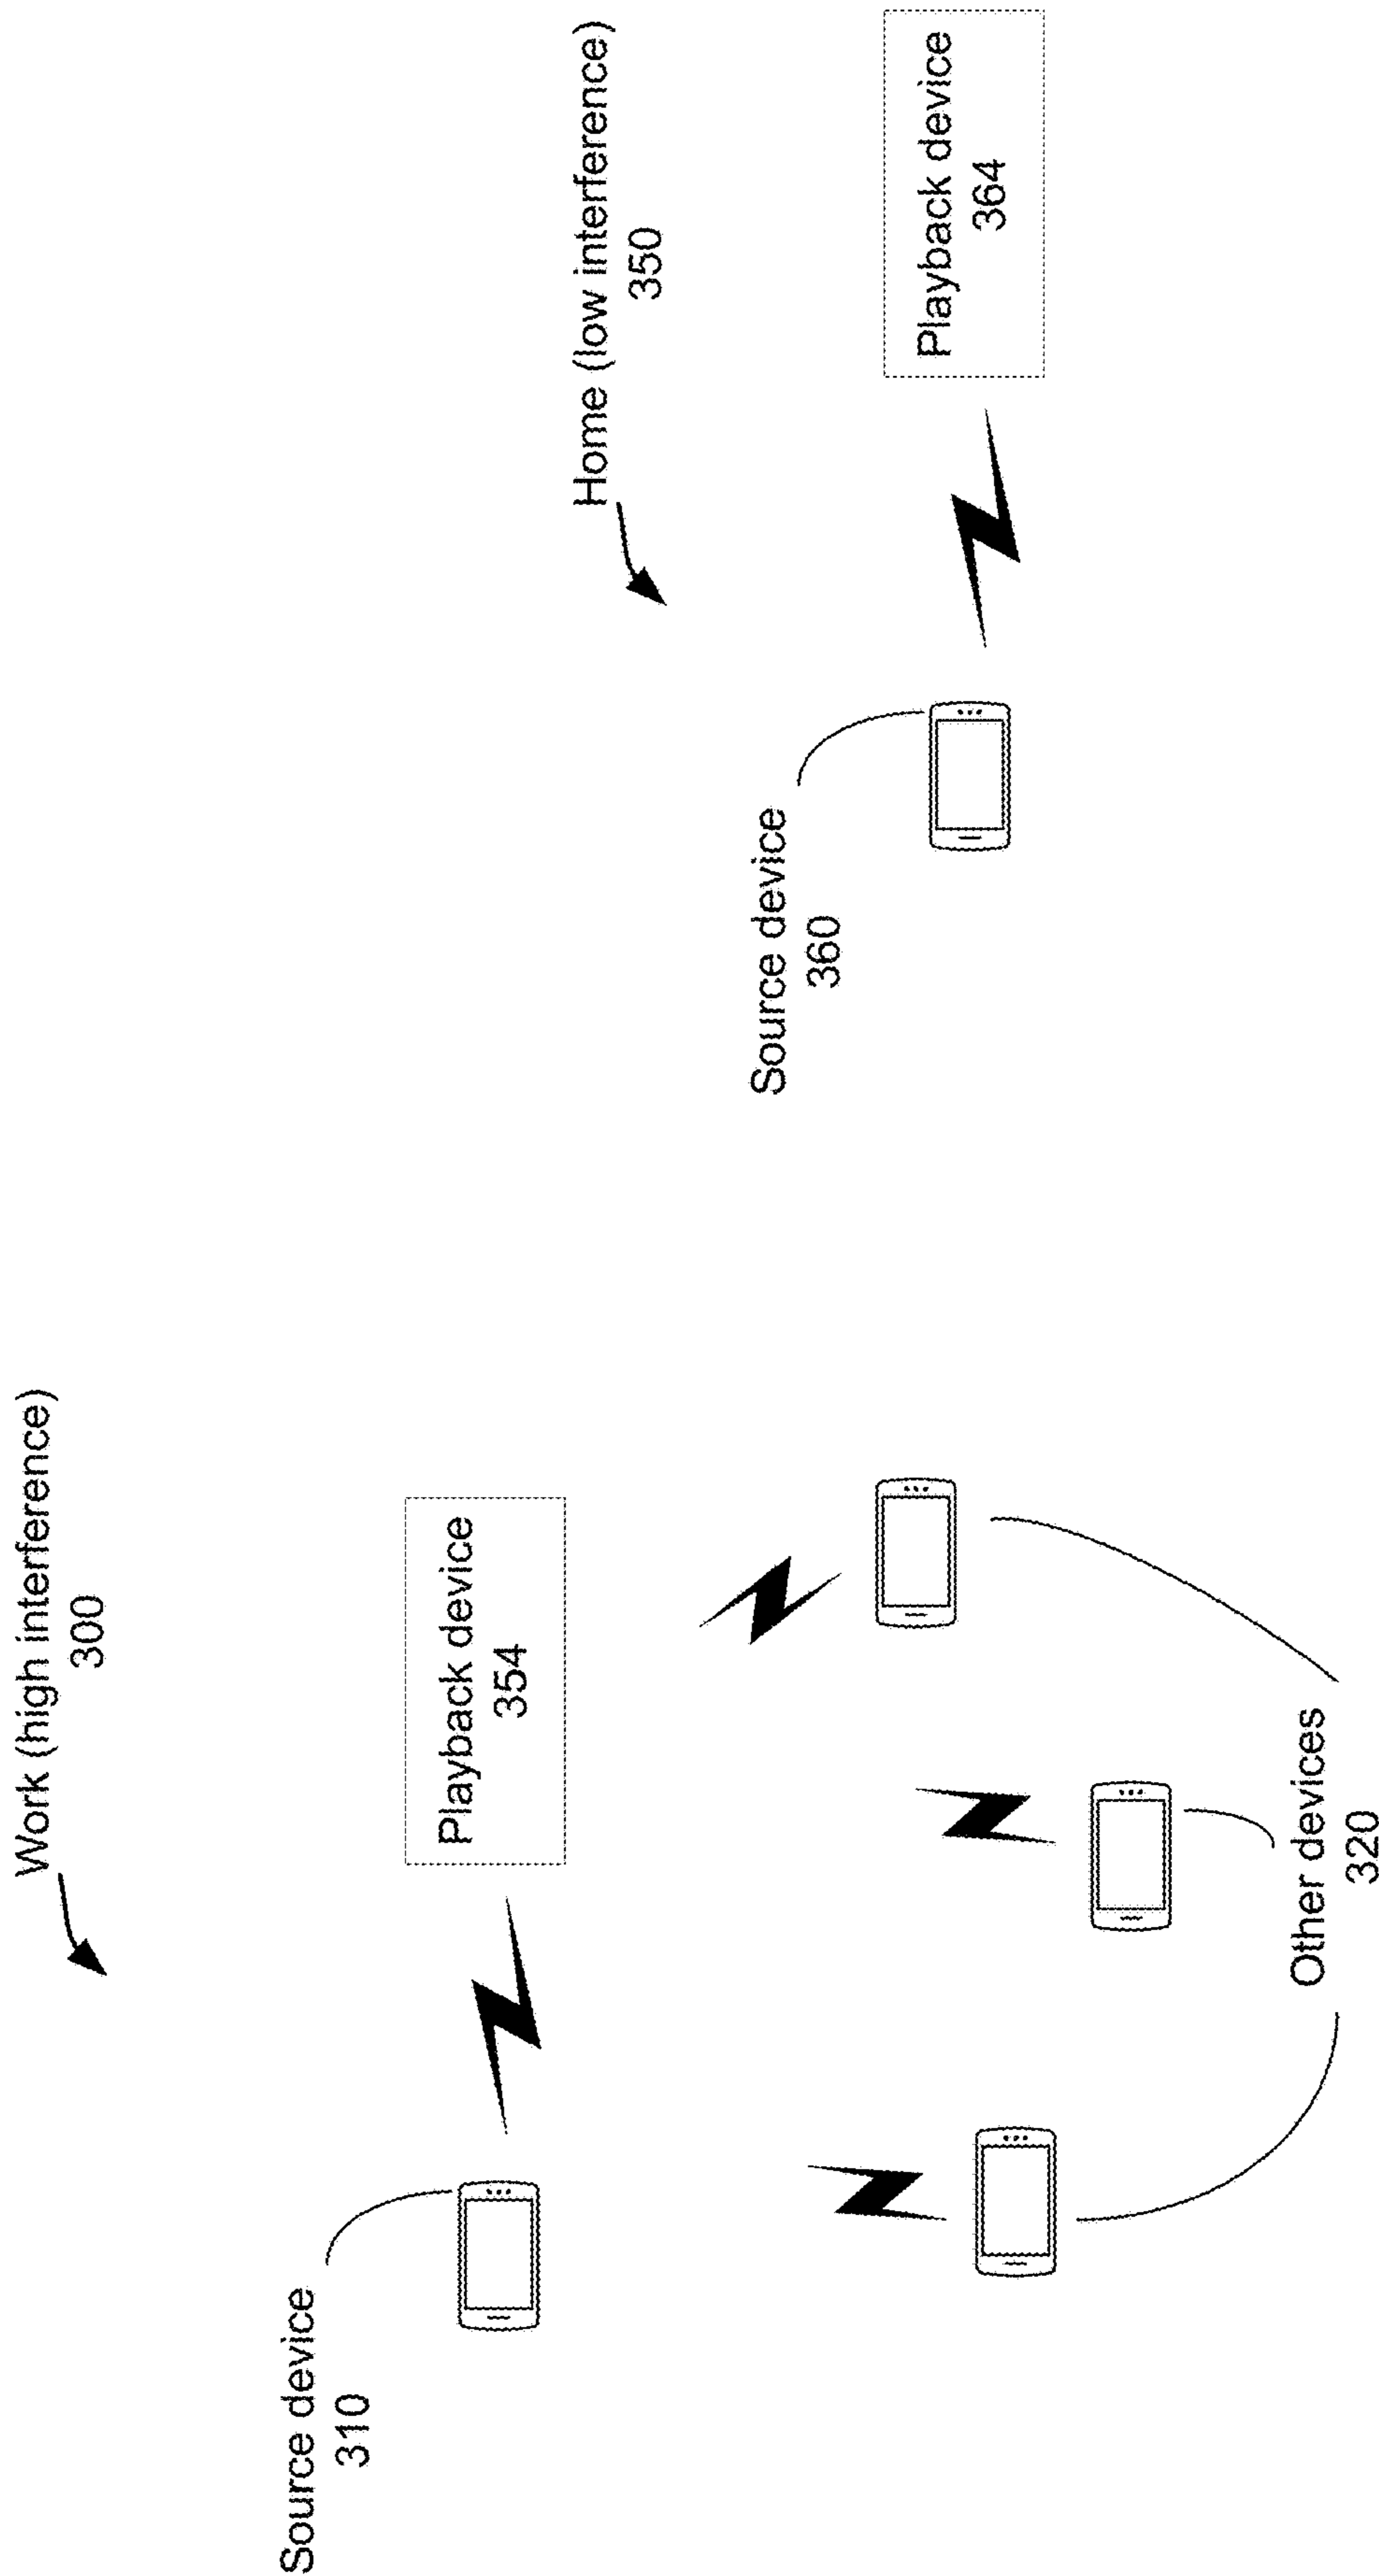 Work (high interference)
300
Source device
310
Playback device
354
Other devices
320
Home (low interference)
350
Source device
360
Playback device
364